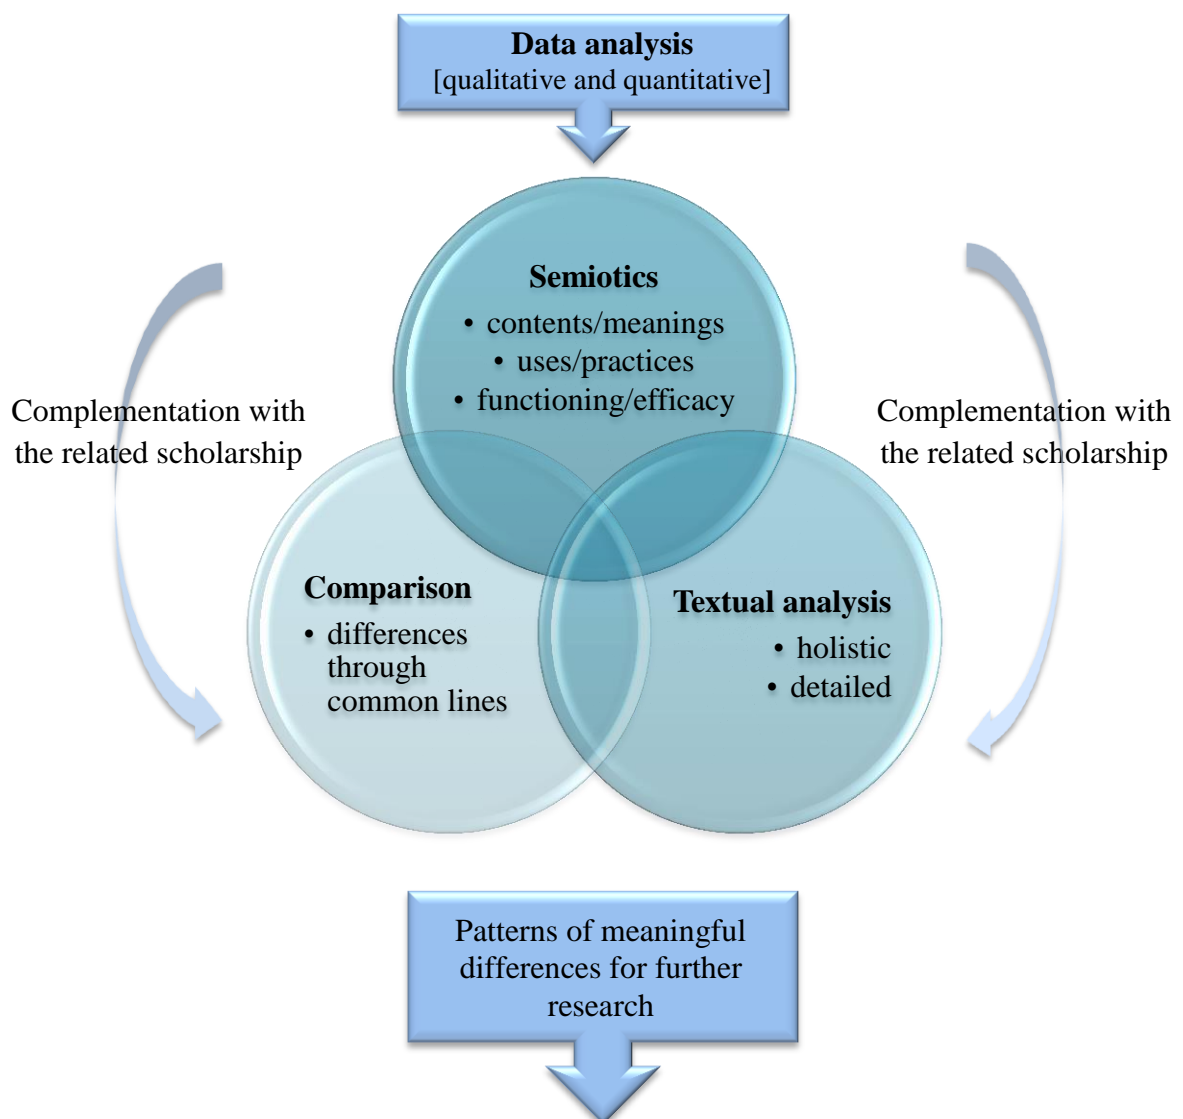 Data analysis
[qualitative and quantitative]
Semiotics
• contents/meanings
• uses/practices
• functioning/efficacy
Complementation with
the related scholarship
Complementation with
the related scholarship
Comparison
• differences
through
common lines
Textual analysis
• holistic
• detailed
Patterns of meaningful
differences for further
research